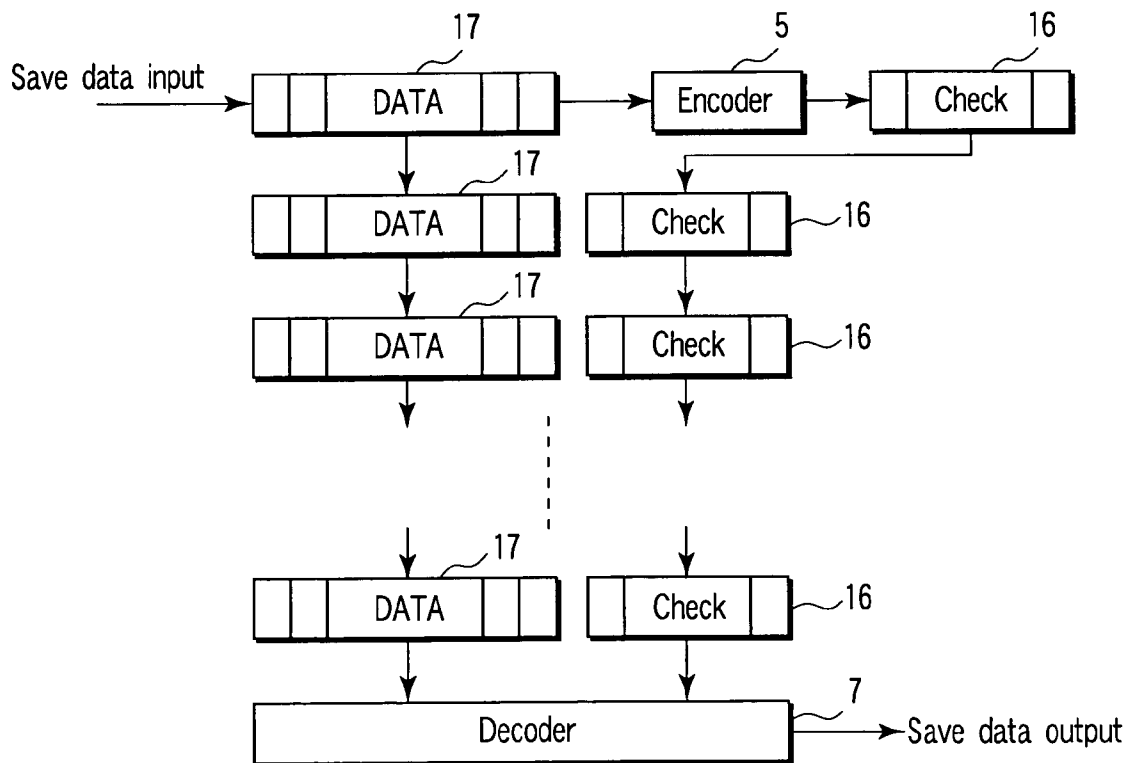 17 5 16
Save data input DATA Encoder Check
17
DATA Check 16
17
DATA Check 16
17
DATA Check 16
7
Decoder Save data output